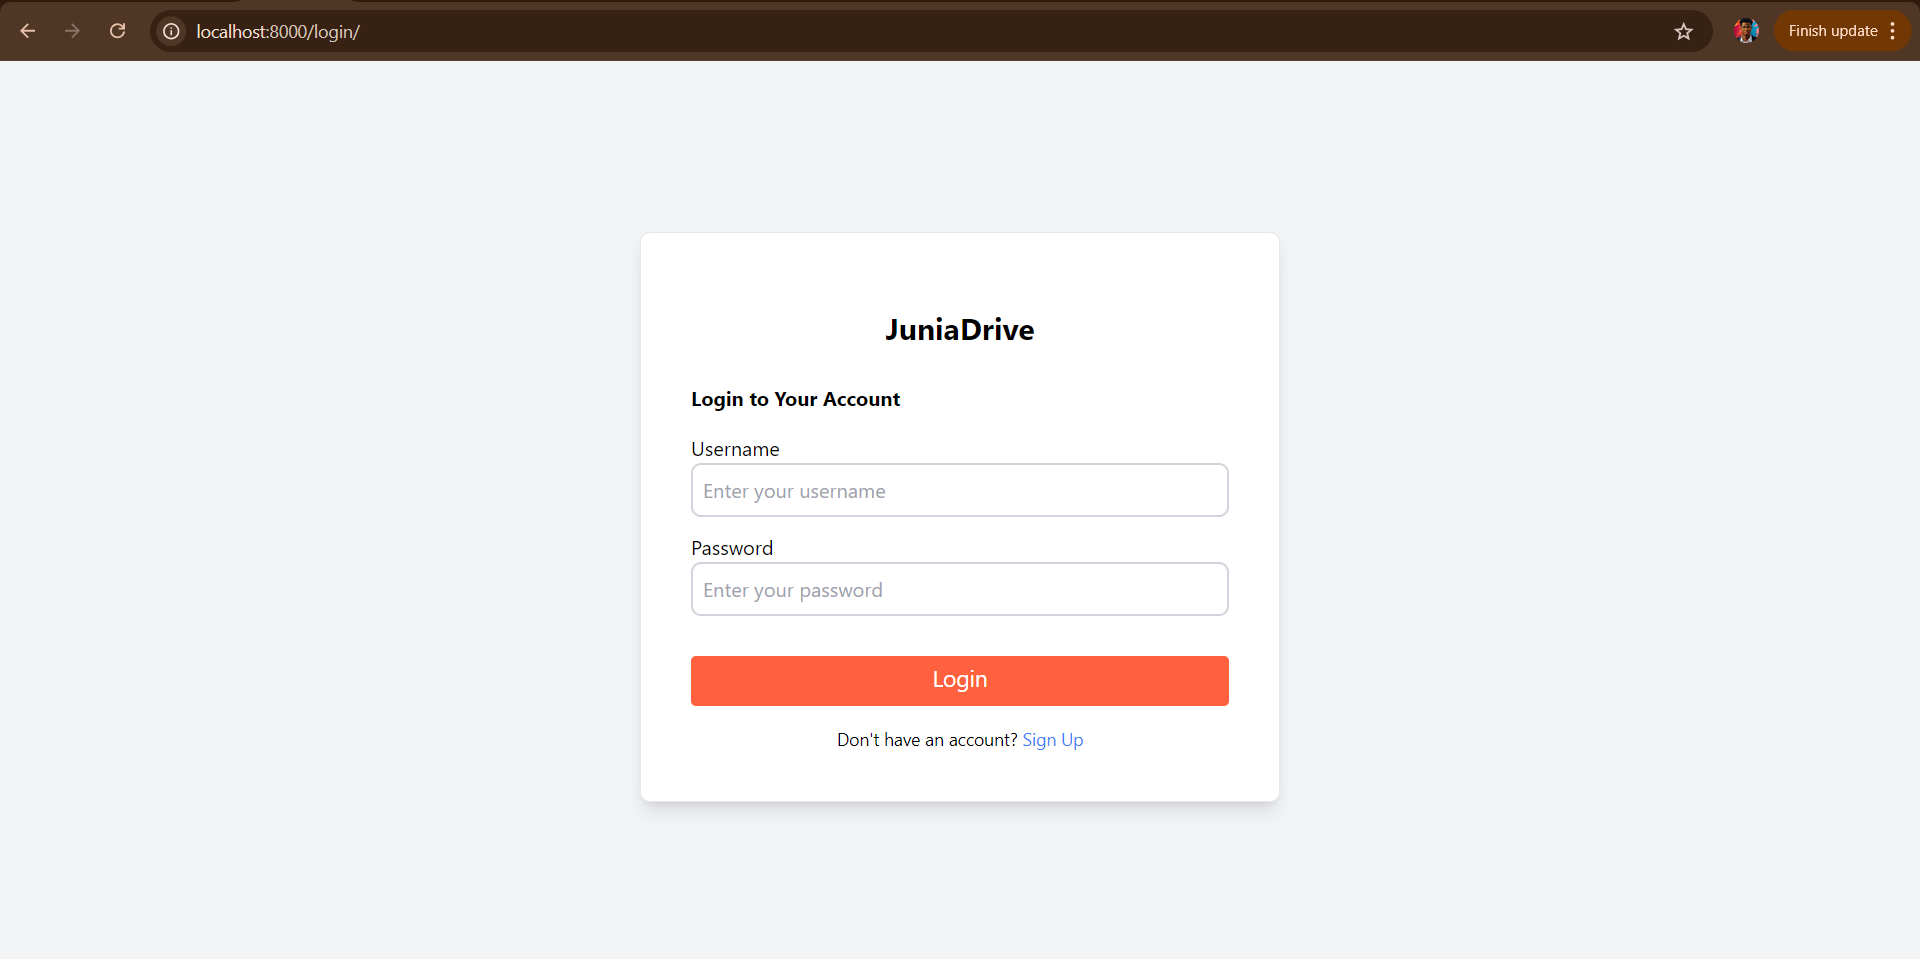 localhost:8000/login/
Finish update
JuniaDrive
Login to Your Account
Username
Enter your username
Password
Enter your password
Login
Don't have an account? Sign Up